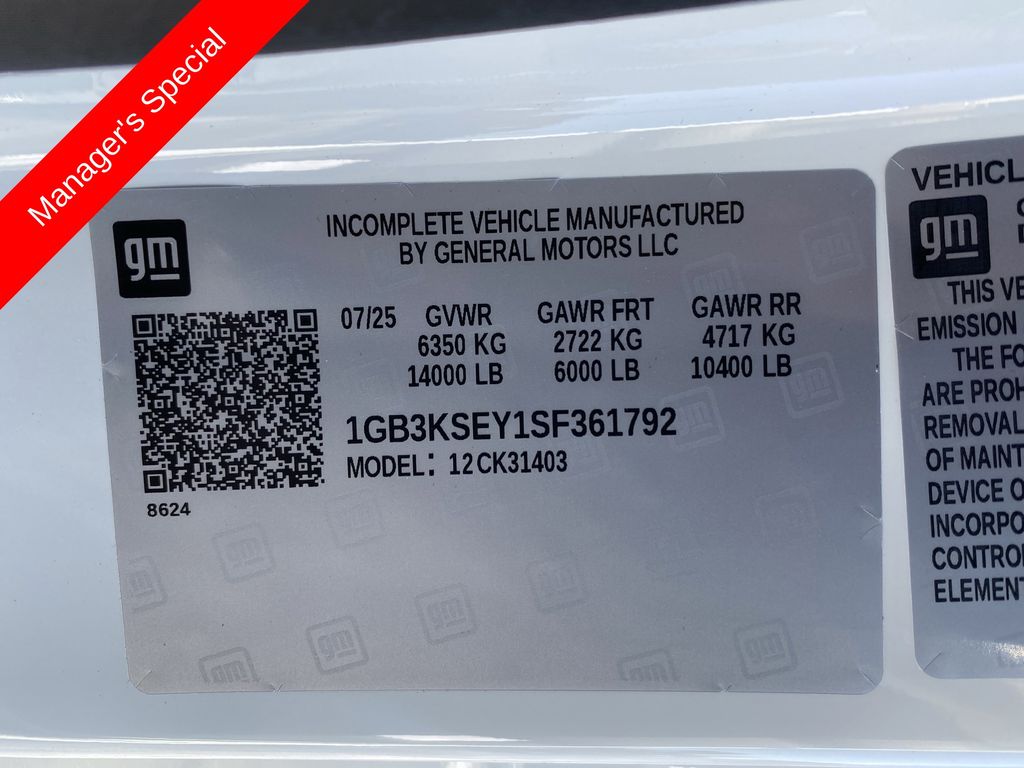 Manager's Special
gm
INCOMPLETE VEHICLE MANUFACTURED
BY GENERAL MOTORS LLC
07/25 GVWR GAWR FRT GAWR RR
6350 KG 2722 KG 4717 KG
14000 LB 6000 LB 10400 LB
1GB3KSEY1SF361792
MODEL: 12CK31403
8624
VEHICL
gm
THIS VE
EMISSION
THE FO
ARE PROH
REMOVAL
OF MAINT
DEVICE O
INCORPO
CONTROL
ELEMENT